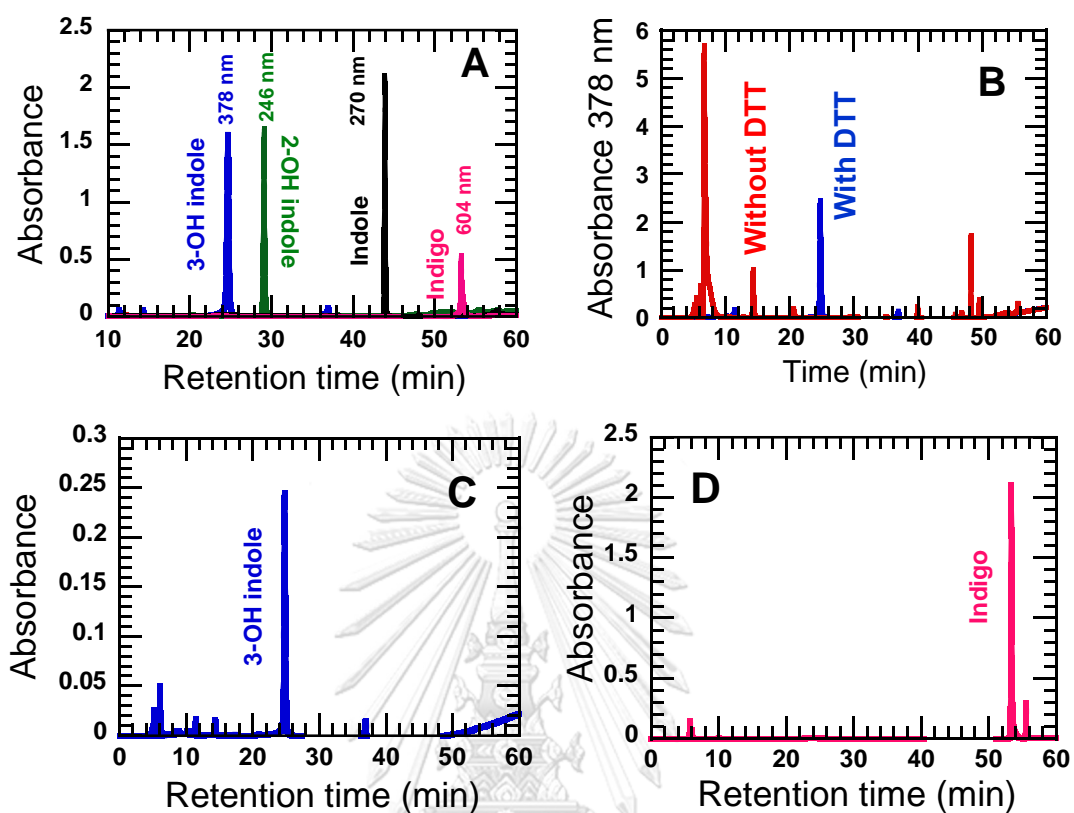 A
2.5
2
1.5
1
0.5
0
Absorbance
3-OH indole
378 nm
246 nm
2-OH indole
270 nm
Indole
Indigo
604 nm
10 20 30 40 50 60
Retention time (min)
B
6
5
4
3
2
1
0
Absorbance 378 nm
Without DTT
With DTT
0 10 20 30 40 50 60
Time (min)
C
0.3
0.25
0.2
0.15
0.1
0.05
0
Absorbance
3-OH indole
0 10 20 30 40 50 60
Retention time (min)
D
2.5
2
1.5
1
0.5
0
Absorbance
Indigo
0 10 20 30 40 50 60
Retention time (min)